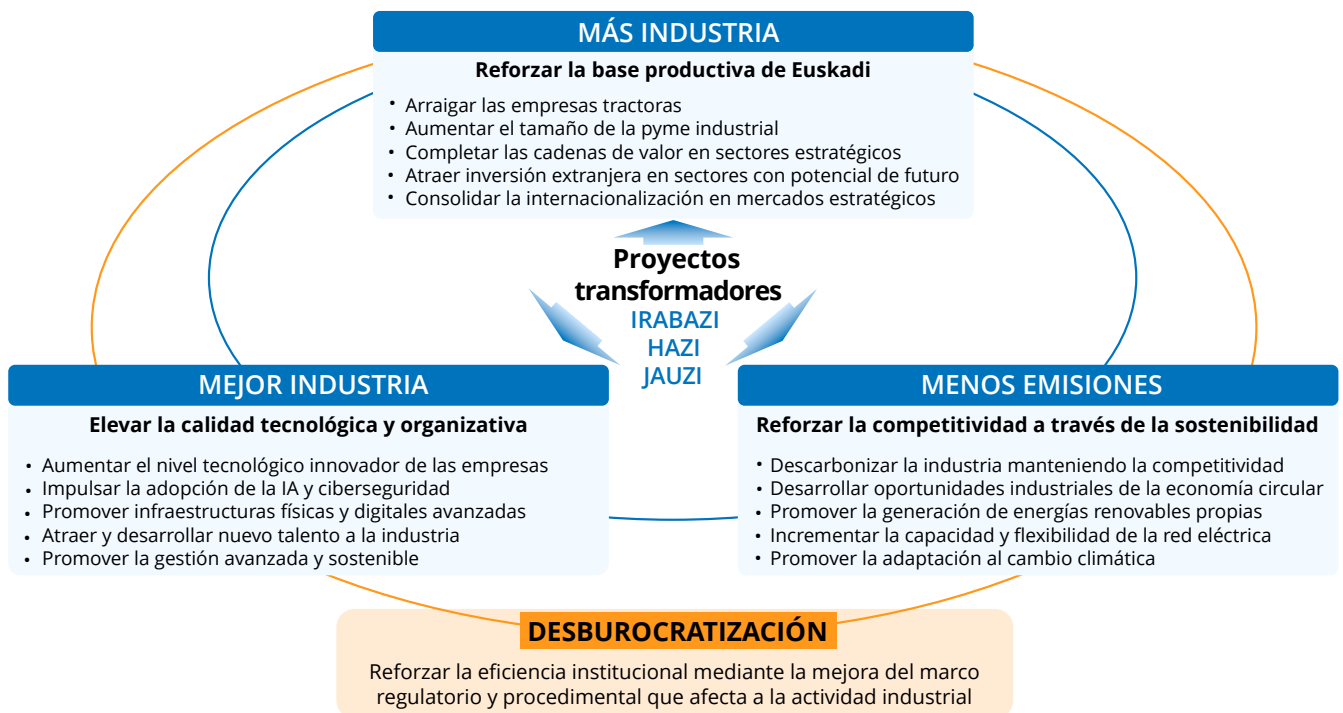 MÁS INDUSTRIA
Reforzar la base productiva de Euskadi
• Arraigar las empresas tractoras
• Aumentar el tamaño de la pyme industrial
• Completar las cadenas de valor en sectores estratégicos
• Atraer inversión extranjera en sectores con potencial de futuro
• Consolidar la internacionalización en mercados estratégicos
Proyectos
transformadores
IRABAZI
HAZI
JAUZI
MEJOR INDUSTRIA
Elevar la calidad tecnológica y organizativa
• Aumentar el nivel tecnológico innovador de las empresas
• Impulsar la adopción de la IA y ciberseguridad
• Promover infraestructuras físicas y digitales avanzadas
• Atraer y desarrollar nuevo talento a la industria
• Promover la gestión avanzada y sostenible
MENOS EMISIONES
Reforzar la competitividad a través de la sostenibilidad
• Descarbonizar la industria manteniendo la competitividad
• Desarrollar oportunidades industriales de la economía circular
• Promover la generación de energías renovables propias
• Incrementar la capacidad y flexibilidad de la red eléctrica
• Promover la adaptación al cambio climática
DESBUROCRATIZACIÓN
Reforzar la eficiencia institucional mediante la mejora del marco
regulatorio y procedimental que afecta a la actividad industrial